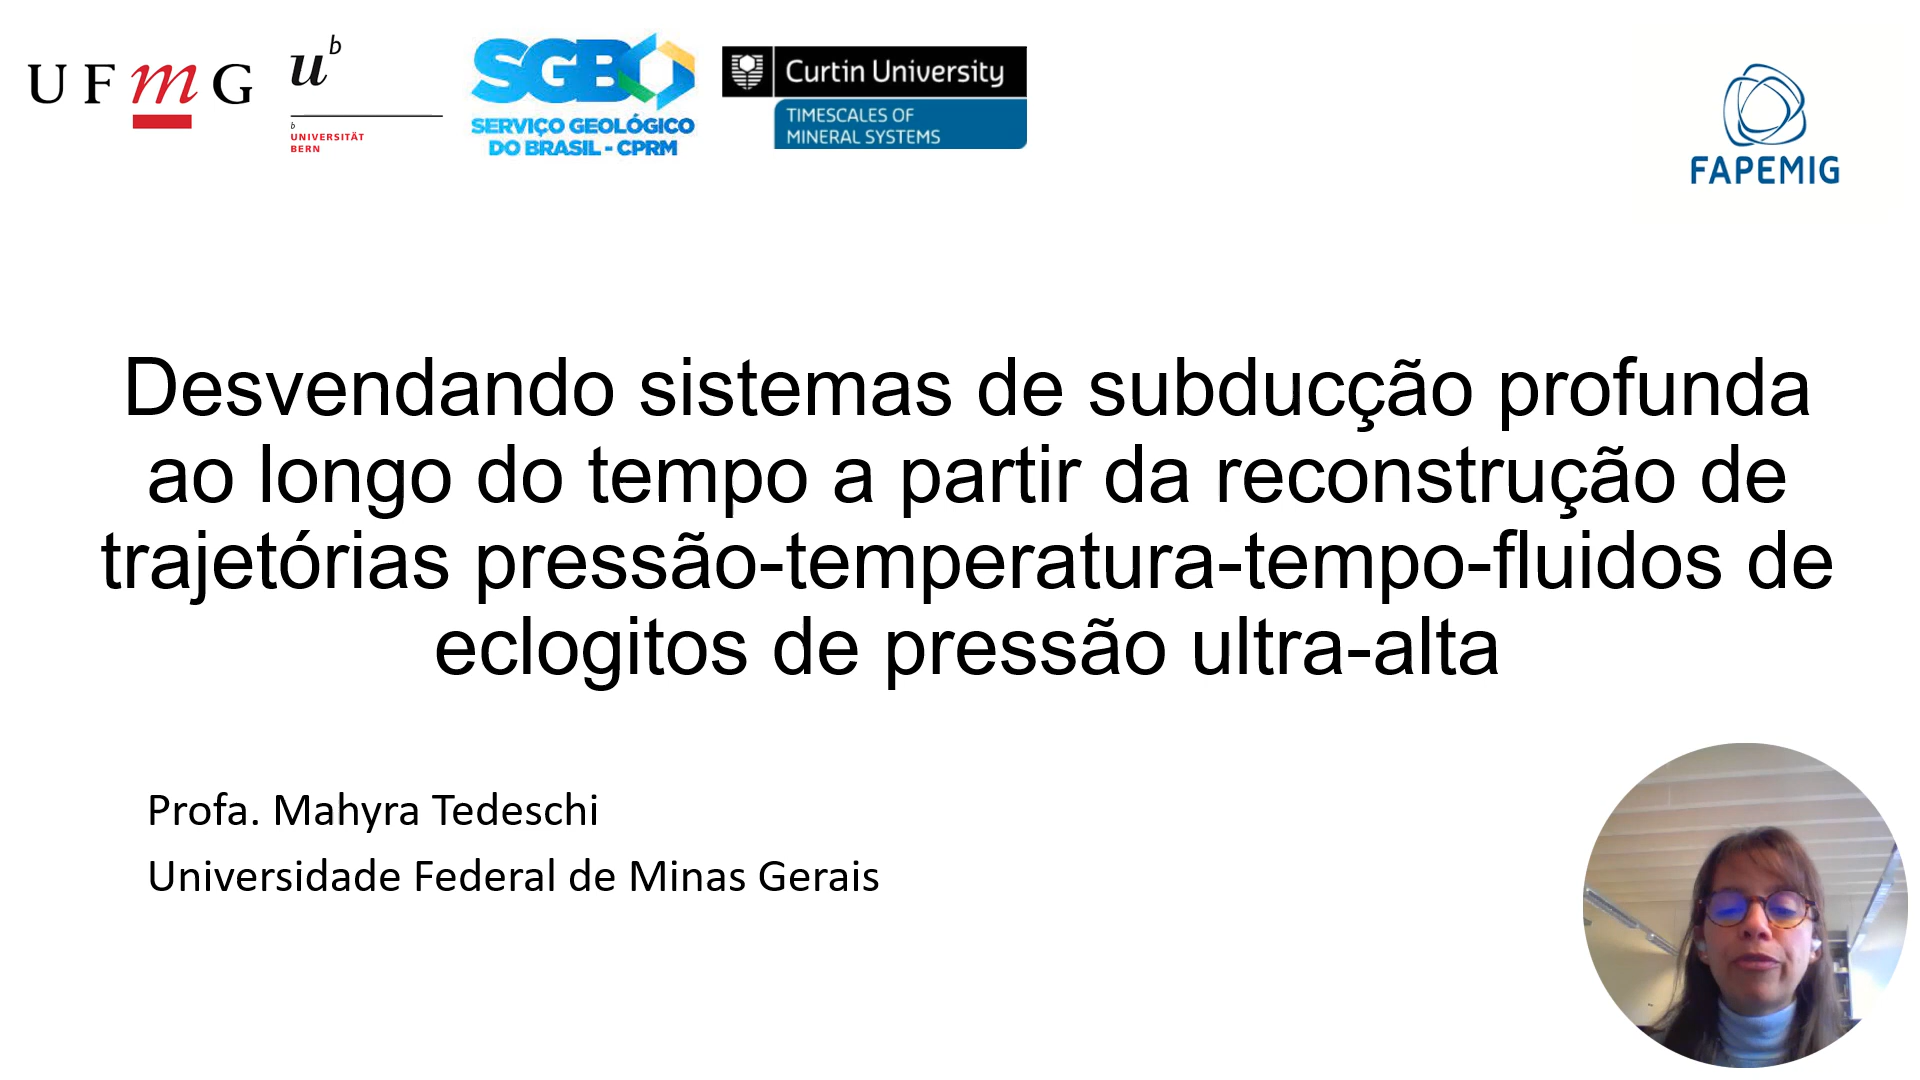 UFmG
u^b
b
UNIVERSITÄT
BERN
SGB
SERVIÇO GEOLÓGICO
DO BRASIL - CPRM
Curtin University
TIMESCALES OF
MINERAL SYSTEMS
FAPEMIG
Desvendando sistemas de subducção profunda
ao longo do tempo a partir da reconstrução de
trajetórias pressão-temperatura-tempo-fluidos de
eclogitos de pressão ultra-alta
Profa. Mahyra Tedeschi
Universidade Federal de Minas Gerais